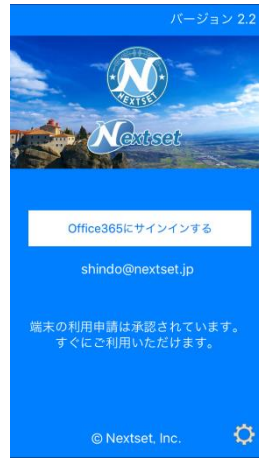 バージョン 2.2
N
NEXTSET
Nextset
Office365にサインインする
shindo@nextset.jp
端末の利用申請は承認されています。
すぐにご利用いただけます。
© Nextset, Inc.